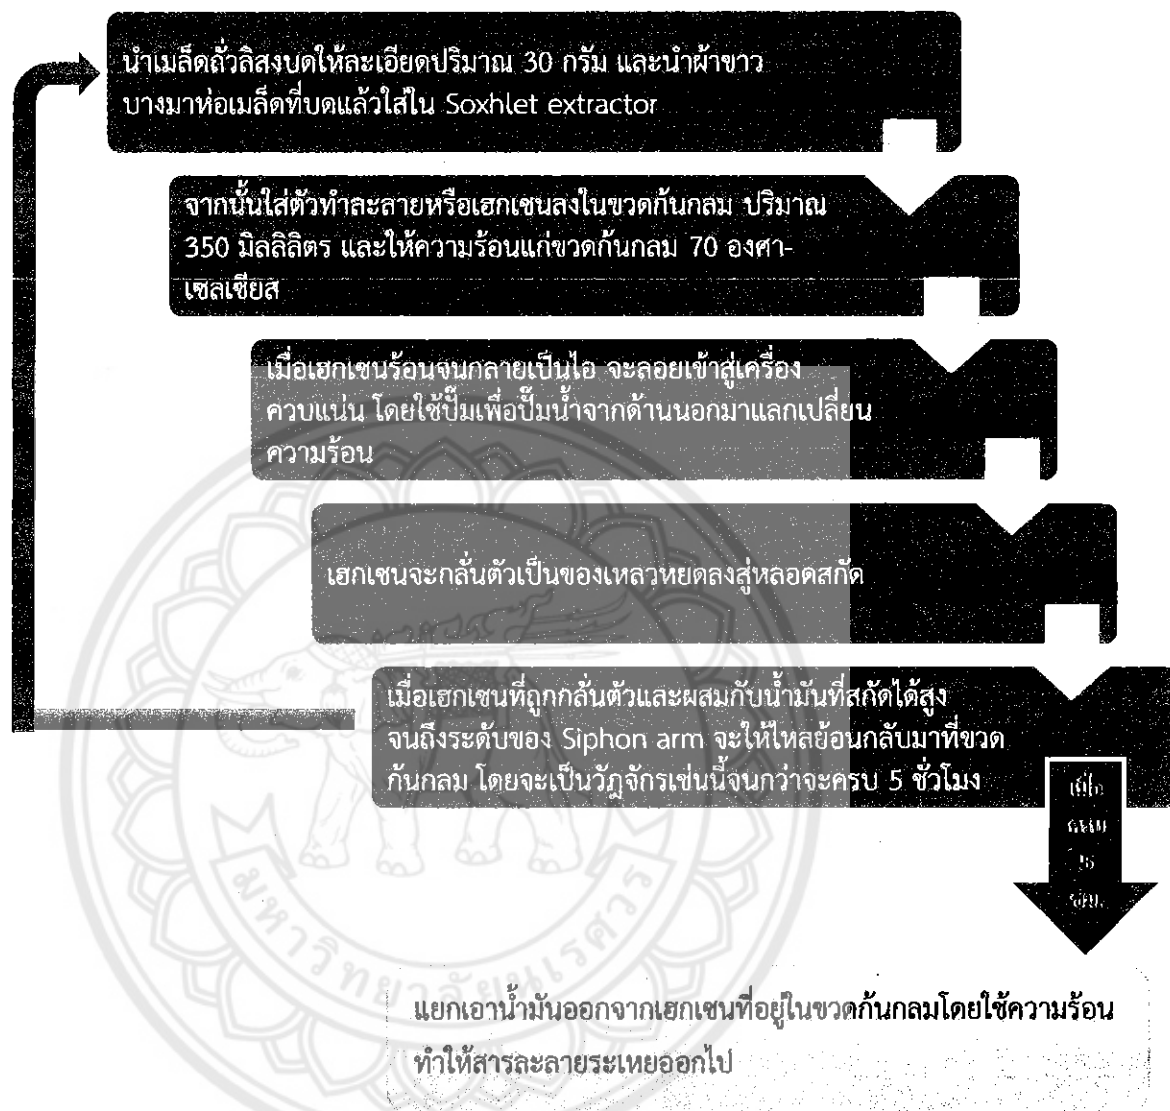 นำเมล็ดถั่วลิสงบดให้ละเอียดปริมาณ 30 กรัม และนำผ้าขาว
บางมาห่อเมล็ดที่บดแล้วใส่ใน Soxhlet extractor
จากนั้นใส่ตัวทำละลายหรือเฮกเซนลงในขวดก้นกลม ปริมาณ
350 มิลลิลิตร และให้ความร้อนแก่ขวดก้นกลม 70 องศา-
เซลเซียส
เมื่อเฮกเซนร้อนจนกลายเป็นไอ จะลอยเข้าสู่เครื่อง
ควบแน่น โดยใช้ปั๊มเพื่อปั๊มน้ำจากด้านนอกมาแลกเปลี่ยน
ความร้อน
เฮกเซนจะกลั่นตัวเป็นของเหลวหยดลงสู่หลอดสกัด
เมื่อเฮกเซนที่ถูกกลั่นตัวและผสมกับน้ำมันที่สกัดได้สูง
จนถึงระดับของ Siphon arm จะให้ไหลย้อนกลับมาที่ขวด
ก้นกลม โดยจะเป็นวัฏจักรเช่นนี้จนกว่าจะครบ 5 ชั่วโมง
เมื่อ
ครบ
ชม.
แยกเอาน้ำมันออกจากเฮกเซนที่อยู่ในขวดก้นกลมโดยใช้ความร้อน
ทำให้สารละลายระเหยออกไป
มหาวิทยาลัยนเรศวร